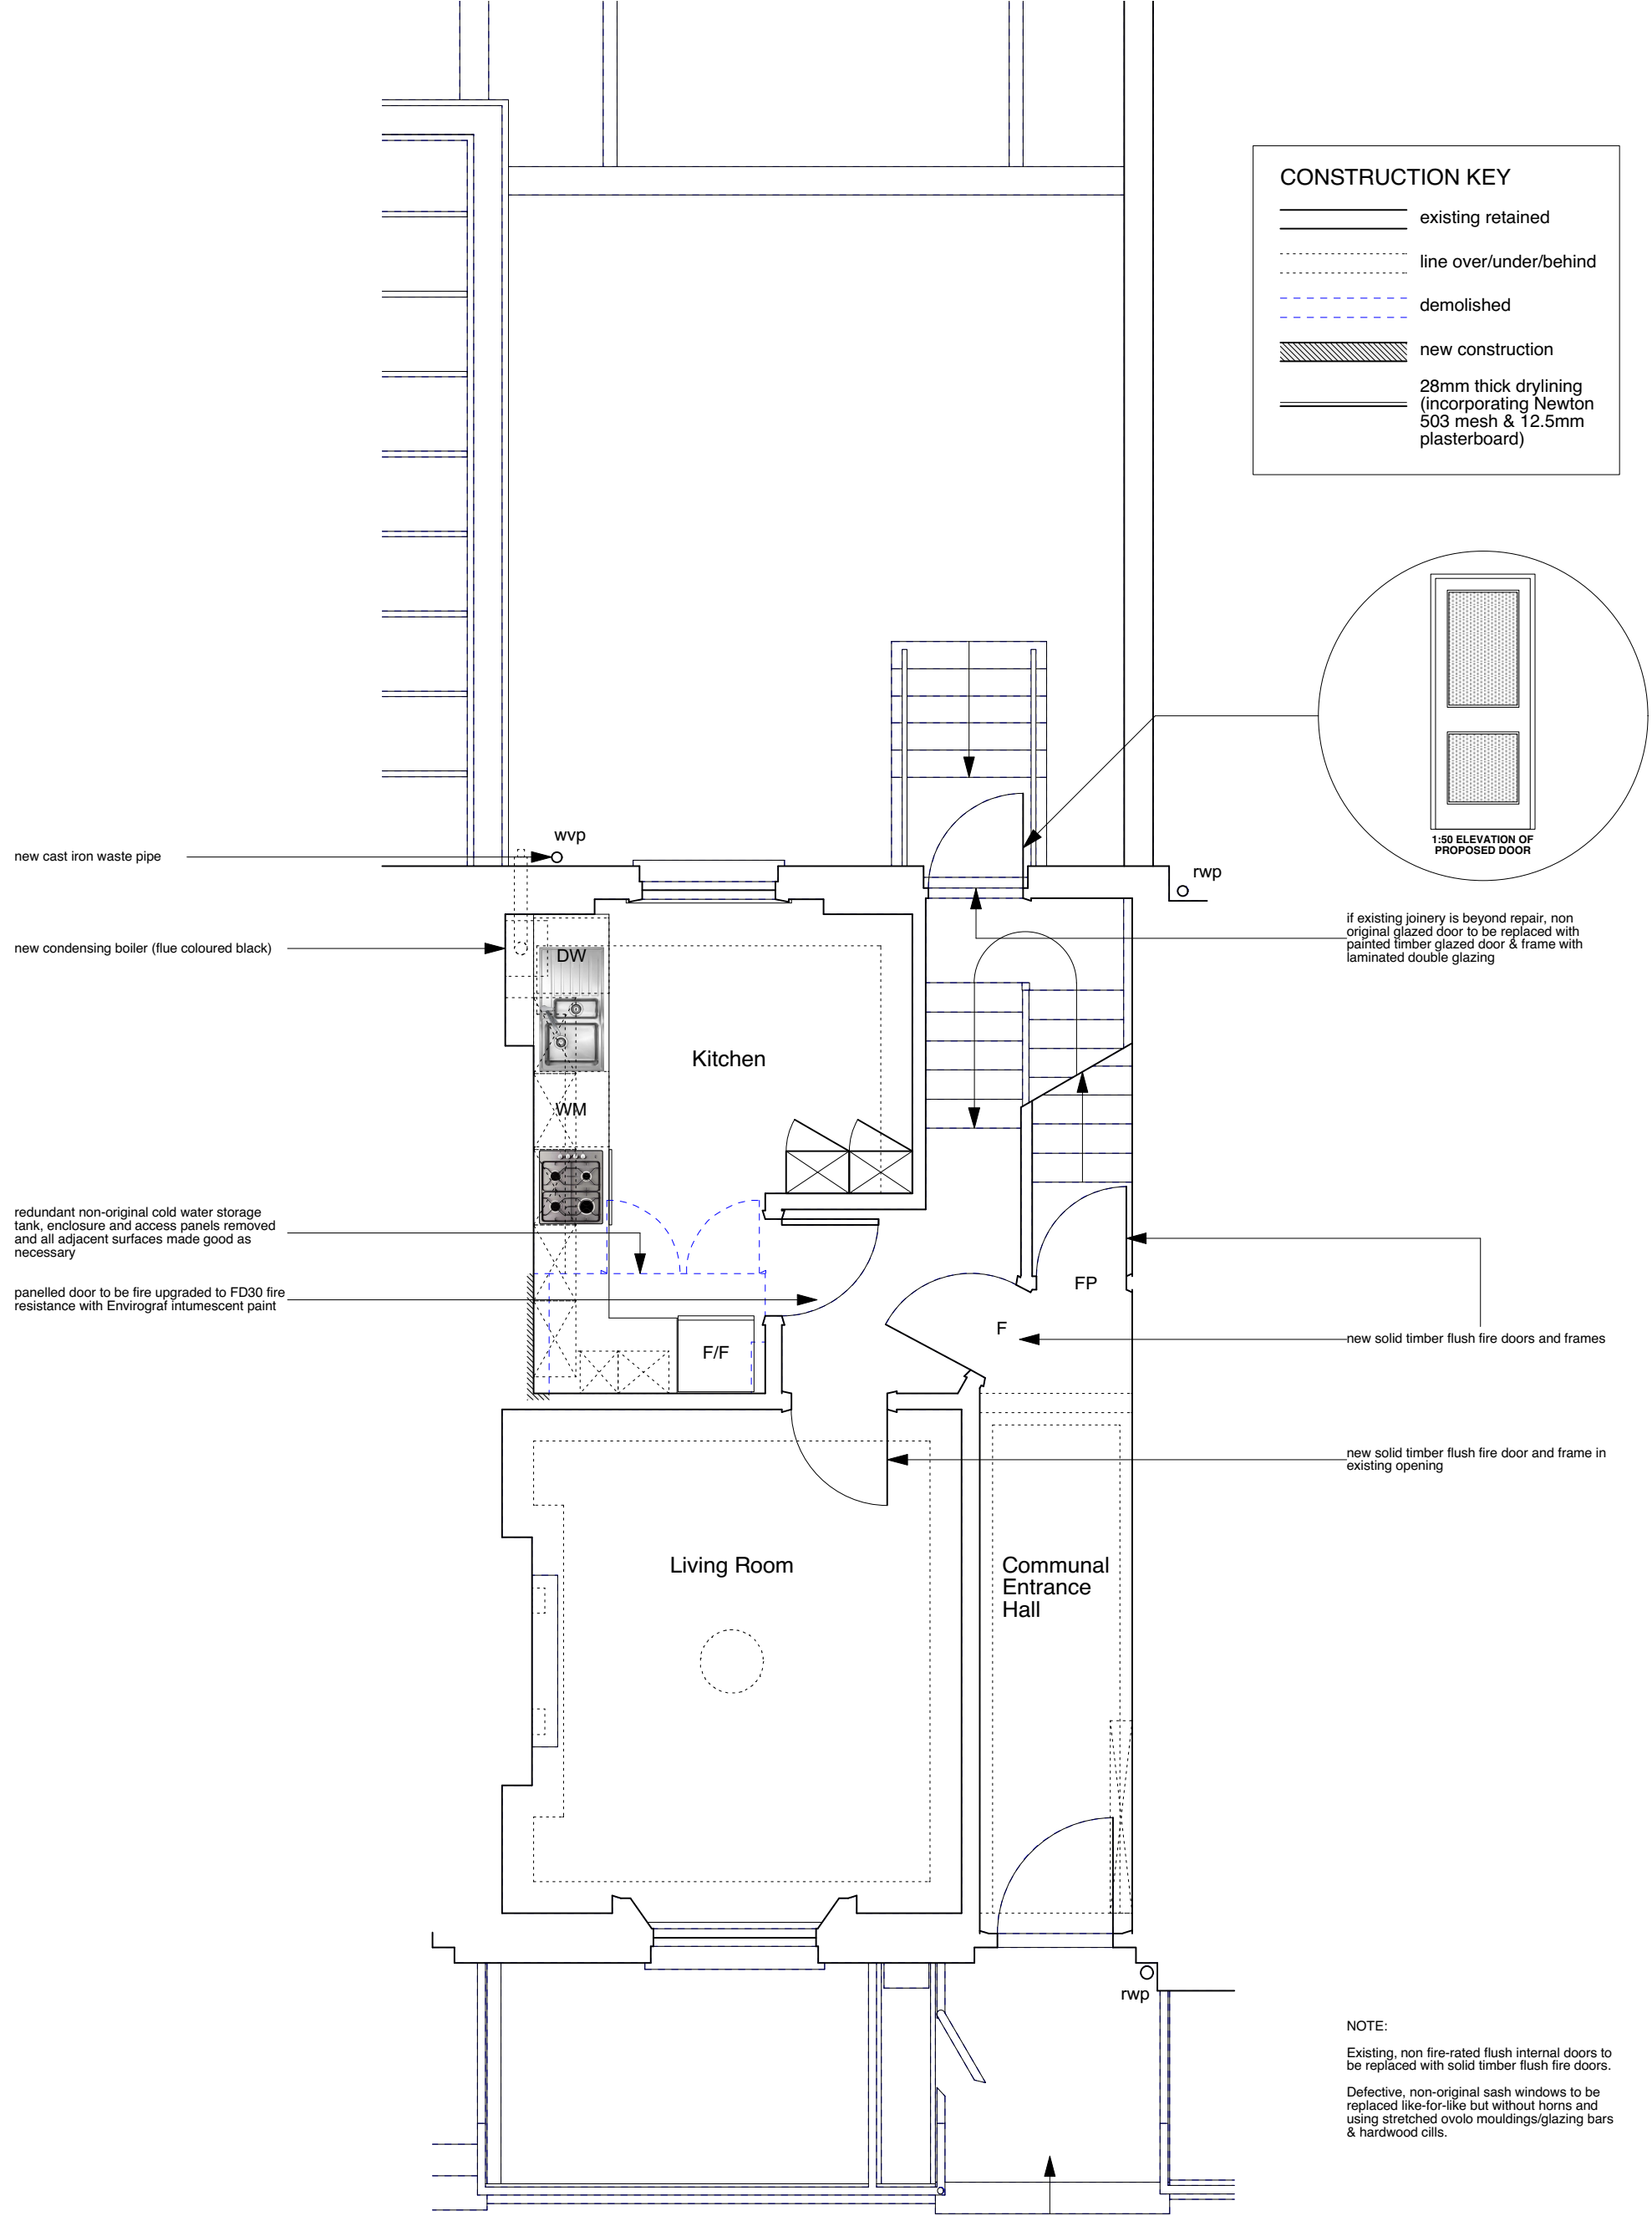 CONSTRUCTION KEY
existing retained
line over/under/behind
demolished
new construction
28mm thick drylining
(incorporating Newton
503 mesh & 12.5mm
plasterboard)
1:50 ELEVATION OF
PROPOSED DOOR
wvp
new cast iron waste pipe
rwp
if existing joinery is beyond repair, non
original glazed door to be replaced with
painted timber glazed door & frame with
laminated double glazing
new condensing boiler (flue coloured black)
DW
Kitchen
WM
redundant non-original cold water storage
tank, enclosure and access panels removed
and all adjacent surfaces made good as
necessary
panelled door to be fire upgraded to FD30 fire
resistance with Envirograf intumescent paint
FP
F
new solid timber flush fire doors and frames
F/F
new solid timber flush fire door and frame in
existing opening
Living Room
Communal
Entrance
Hall
rwp
NOTE:
Existing, non fire-rated flush internal doors to
be replaced with solid timber flush fire doors.
Defective, non-original sash windows to be
replaced like-for-like but without horns and
using stretched ovolo mouldings/glazing bars
& hardwood cills.